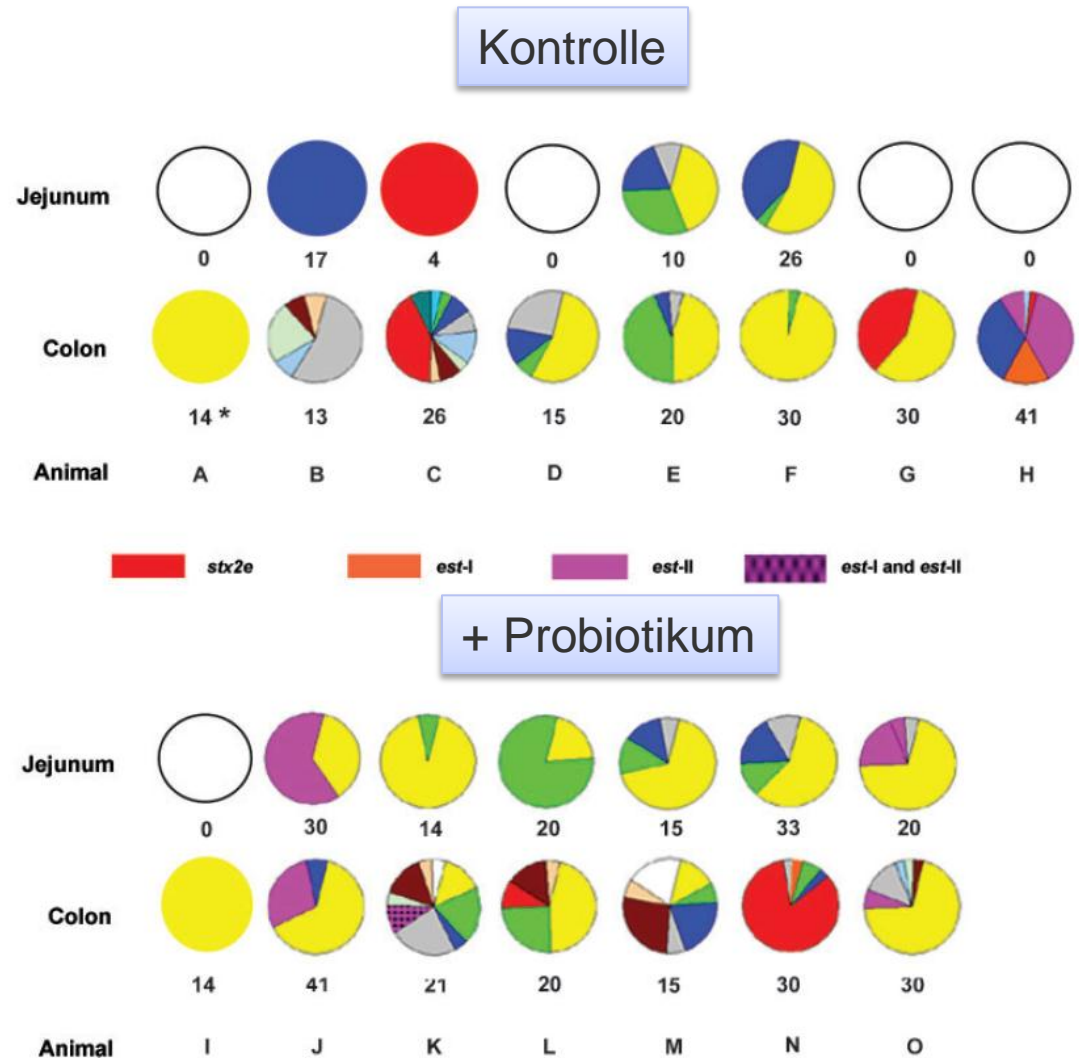 Kontrolle
Jejunum
0 17 4 0 10 26 0 0
Colon
14 * 13 26 15 20 30 30 41
Animal A B C D E F G H
stx2e est-I est-II est-I and est-II
+ Probiotikum
Jejunum
0 30 14 20 15 33 20
Colon
14 41 21 20 15 30 30
Animal I J K L M N O